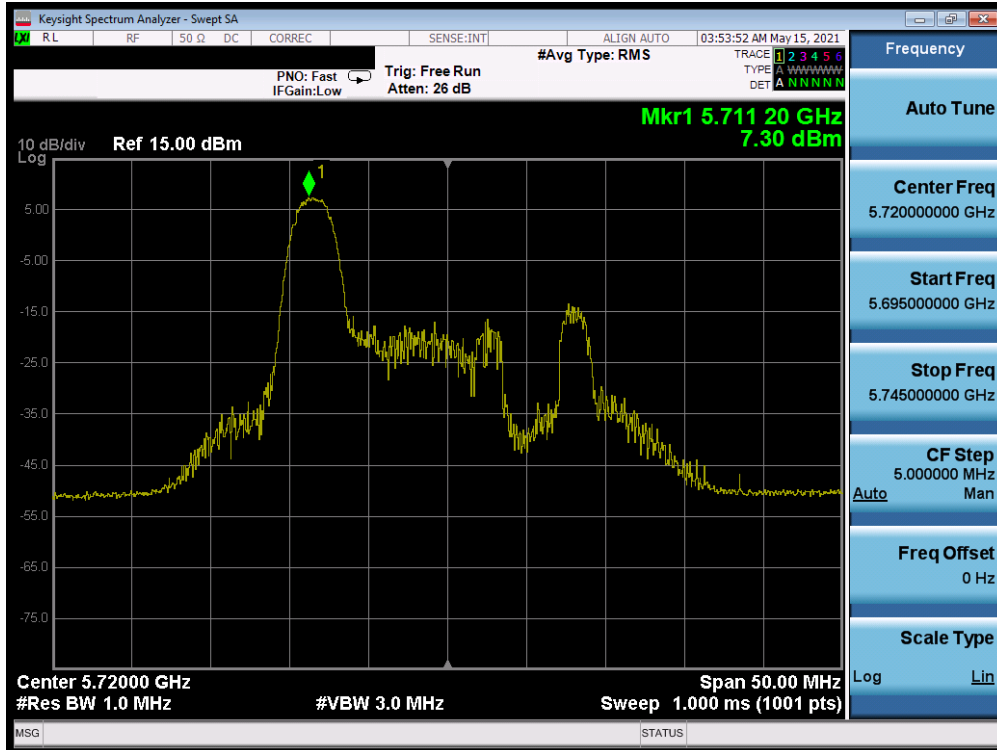 Keysight Spectrum Analyzer - Swept SA
LXI RL RF 50 Ω DC CORREC SENSE:INT ALIGN AUTO 03:53:52 AM May 15, 2021
#Avg Type: RMS
TRACE 1 2 3 4 5 6
TYPE A WWWWW
DET A N N N N N
PNO: Fast
IFGain:Low
Trig: Free Run
Atten: 26 dB
Mkr1 5.711 20 GHz
7.30 dBm
10 dB/div
Log
Ref 15.00 dBm
1
5.00
-5.00
-15.0
-25.0
-35.0
-45.0
-55.0
-65.0
-75.0
Center 5.72000 GHz
Span 50.00 MHz
#Res BW 1.0 MHz
#VBW 3.0 MHz
Sweep 1.000 ms (1001 pts)
MSG
STATUS
Frequency
Auto Tune
Center Freq
5.720000000 GHz
Start Freq
5.695000000 GHz
Stop Freq
5.745000000 GHz
CF Step
5.000000 MHz
Auto Man
Freq Offset
0 Hz
Scale Type
Log Lin